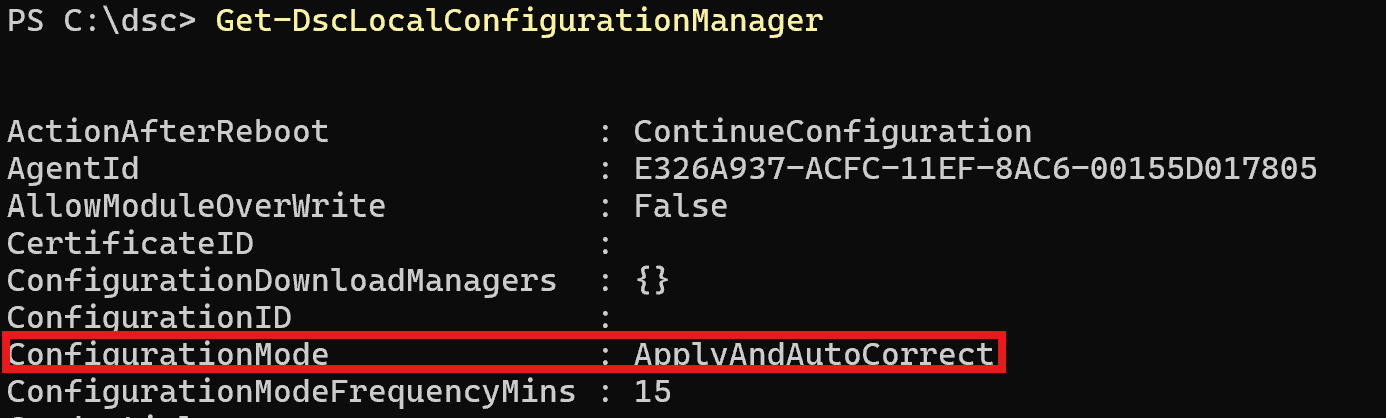 PS C:\dsc> Get-DscLocalConfigurationManager
ActionAfterReboot : ContinueConfiguration
AgentId : E326A937-ACFC-11EF-8AC6-00155D017805
AllowModuleOverWrite : False
CertificateID :
ConfigurationDownloadManagers : {}
ConfigurationID :
ConfigurationMode : ApplyAndAutoCorrect
ConfigurationModeFrequencyMins : 15